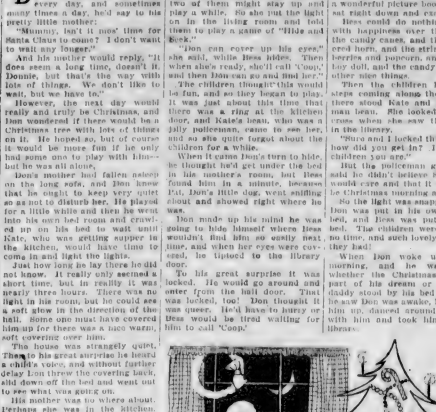 every day, and sometimes
many times a day, he'd say to his
pretty little mother:
"Mummy, isn't it mos' time for
Santa Claus to come? I don't want
to wait any longer."
And his mother would reply, "It
does seem a long time, doesn't it,
Donnie, but that's the way with
lots of things. We don't like to
wait, but we have to."
However, the next day would
really and truly be Christmas, and
Don wondered if there would be a
Christmas tree with lots of things
on it. He hoped so, but of course
it would be more fun if he only
had some one to play with him—
but he was all alone.
Don's mother had fallen asleep
on the long sofa, and Don knew
that he ought to keep very quiet
so as not to disturb her. He played
for a little while and then he went
into his own bed room and crawl-
ed up on his bed to wait until
Kate, who was getting supper in
the kitchen, would have time to
come in and light the lights.
Just how long he lay there he did
not know. It really only seemed a
short time, but in reality it was
nearly three hours. There was no
light in his room, but he could see
a soft glow in the direction of the
hall. Some one must have covered
him up for there was a nice warm,
soft covering over him.
The house was strangely quiet.
Then to his great surprise he heard
a child's voice, and without further
delay Don threw the covering back,
slid down off the bed and went out
to see what was going on.
His mother was no where about.
Perhaps she was in the kitchen.
two of them might stay up and
play a while. So she put the light
on in the living room and told
them to play a game of "Hide and
Seek."
"Don can cover up his eyes,"
she said, while Bess hides. Then
when she's ready, she'll call 'Coop,'
and then Don can go and find her."
The children thought this would
be fun, and so they began to play.
It was just about this time that
there was a ring at the kitchen
door, and Kate's beau, who was a
jolly policeman, came to see her,
and so she quite forgot about the
children for a while.
When it came Don's turn to hide,
he thought he'd get under the bed
in his mother's room, but Bess
found him in a minute, because
Pat, Don's little dog, went sniffing
about and showed right where he
was.
Don made up his mind he was
going to hide himself where Bess
wouldn't find him so easily next
time, and when her eyes were cov-
ered, he tiptoed to the library
door.
To his great surprise it was
locked. He would go around and
enter from the hall door. That
was locked, too! Don thought it
was queer. He'd have to hurry or
Bess would be tired waiting for
him to call 'Coop.'
a wonderful picture book
sat right down and
Bess could do nothing
with happiness over
the candy canes, and the
ored horn, and the string
berries and popcorn, and
boy doll, and the candy
other nice things.
Then the children
steps coming along the
there stood Kate and
man beau. She looked
cross when she saw
in the library.
"Sure and I locked th
how did you get in?
children you are."
But the policeman
said he didn't believe
would care and that it
be Christmas morning
So the light was snap
Don was put in his ow
bed, and Bess was put
bed. The children were
no time, and such lovely
they had!
When Don woke u
morning, and he w
whether the Christmas
part of his dream or
daddy stood by his bed
he saw Don was awake,
him up, danced around
with him and took him
library.